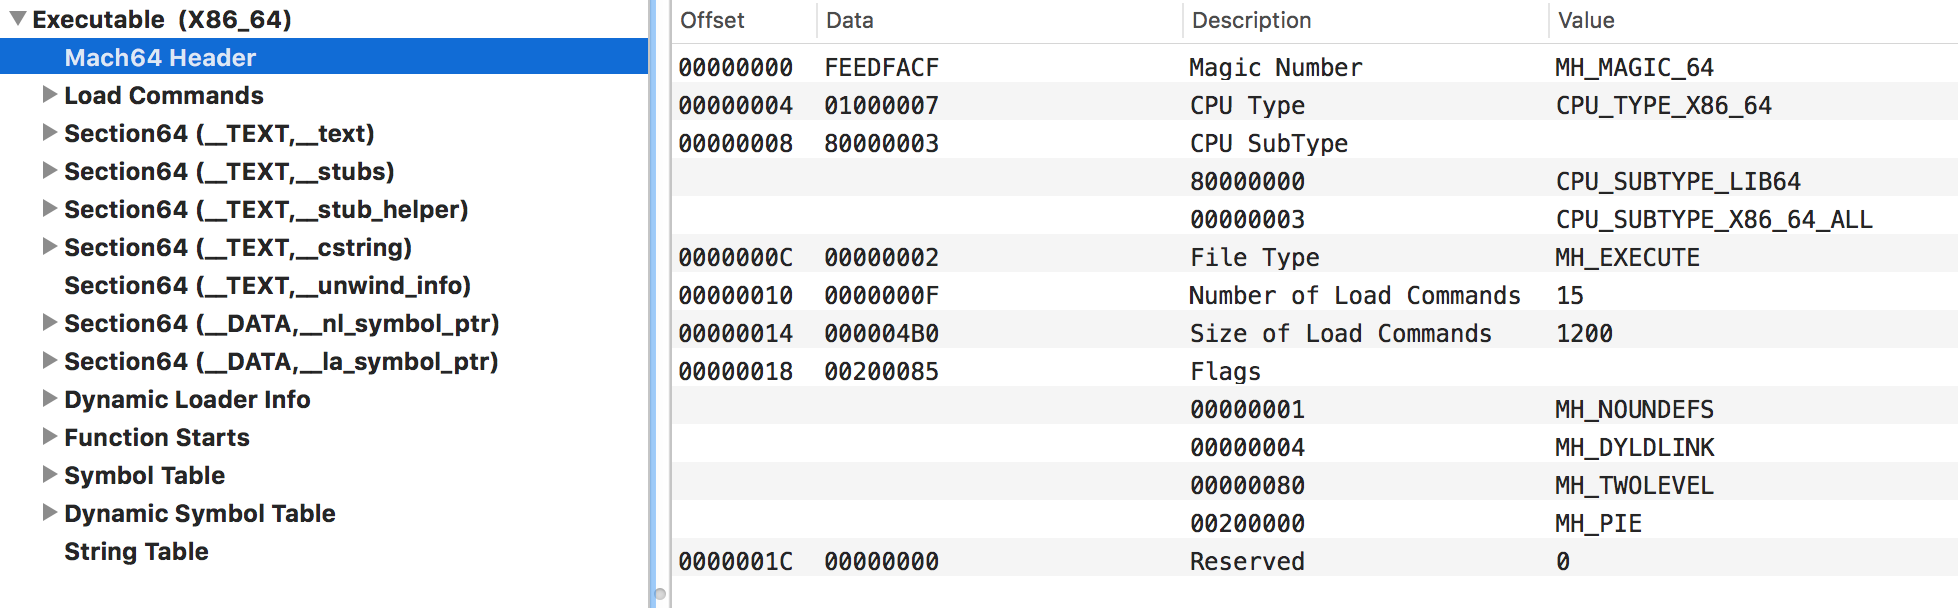 Executable (X86_64)
Mach64 Header
Load Commands
Section64 (__TEXT,__text)
Section64 (__TEXT,__stubs)
Section64 (__TEXT,__stub_helper)
Section64 (__TEXT,__cstring)
Section64 (__TEXT,__unwind_info)
Section64 (__DATA,__nl_symbol_ptr)
Section64 (__DATA,__la_symbol_ptr)
Dynamic Loader Info
Function Starts
Symbol Table
Dynamic Symbol Table
String Table
Offset Data Description Value
00000000 FEEDFACF Magic Number MH_MAGIC_64
00000004 01000007 CPU Type CPU_TYPE_X86_64
00000008 80000003 CPU SubType
80000000 CPU_SUBTYPE_LIB64
00000003 CPU_SUBTYPE_X86_64_ALL
0000000C 00000002 File Type MH_EXECUTE
00000010 0000000F Number of Load Commands 15
00000014 000004B0 Size of Load Commands 1200
00000018 00200085 Flags
00000001 MH_NOUNDEFS
00000004 MH_DYLDLINK
00000080 MH_TWOLEVEL
00200000 MH_PIE
0000001C 00000000 Reserved 0